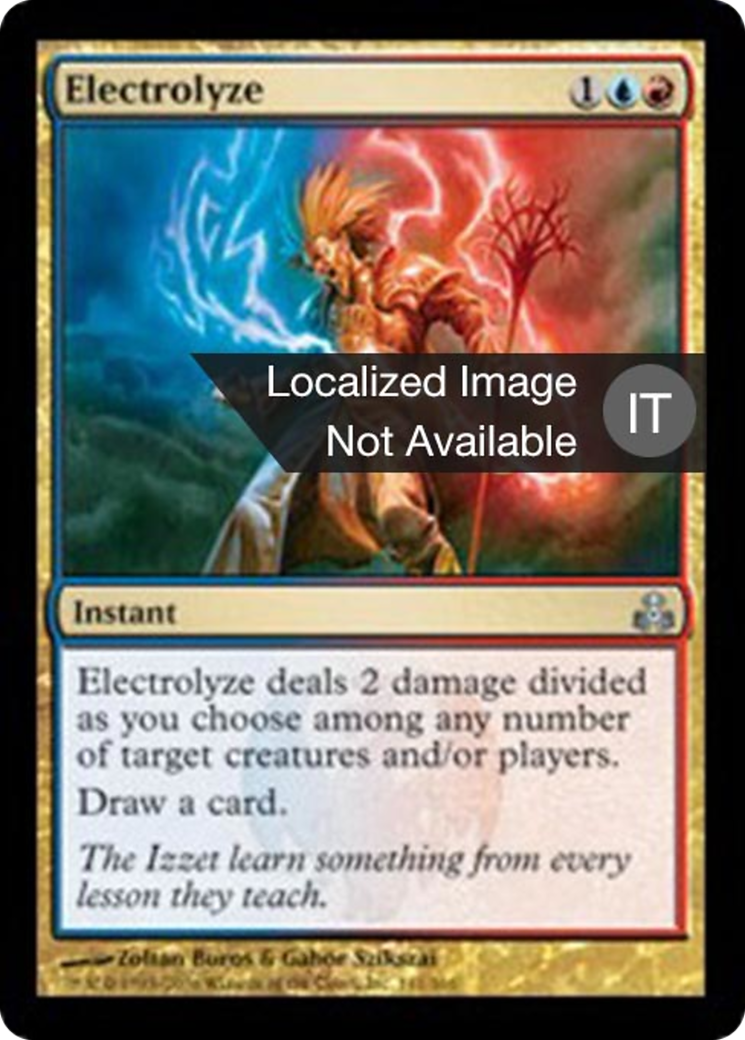 Electrolyze
1
Localized Image
Not Available
IT
Instant
Electrolyze deals 2 damage divided
as you choose among any number
of target creatures and/or players.
Draw a card.
The Izzet learn something from every
lesson they teach.
Zoltan Boros & Gabor Szikszai